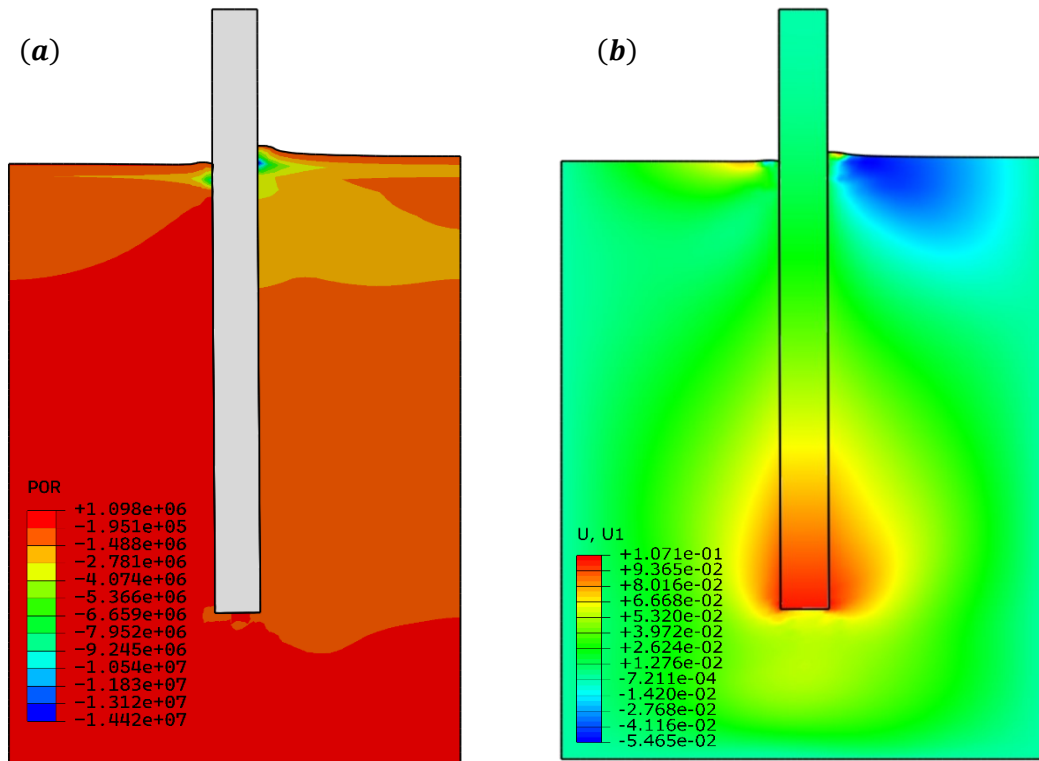 (a)
(b)
POR
+1.098e+06
-1.951e+05
-1.488e+06
-2.781e+06
-4.074e+06
-5.366e+06
-6.659e+06
-7.952e+06
-9.245e+06
-1.054e+07
-1.183e+07
-1.312e+07
-1.442e+07
U, U1
+1.071e-01
+9.365e-02
+8.016e-02
+6.668e-02
+5.320e-02
+3.972e-02
+2.624e-02
+1.276e-02
-7.211e-04
-1.420e-02
-2.768e-02
-4.116e-02
-5.465e-02